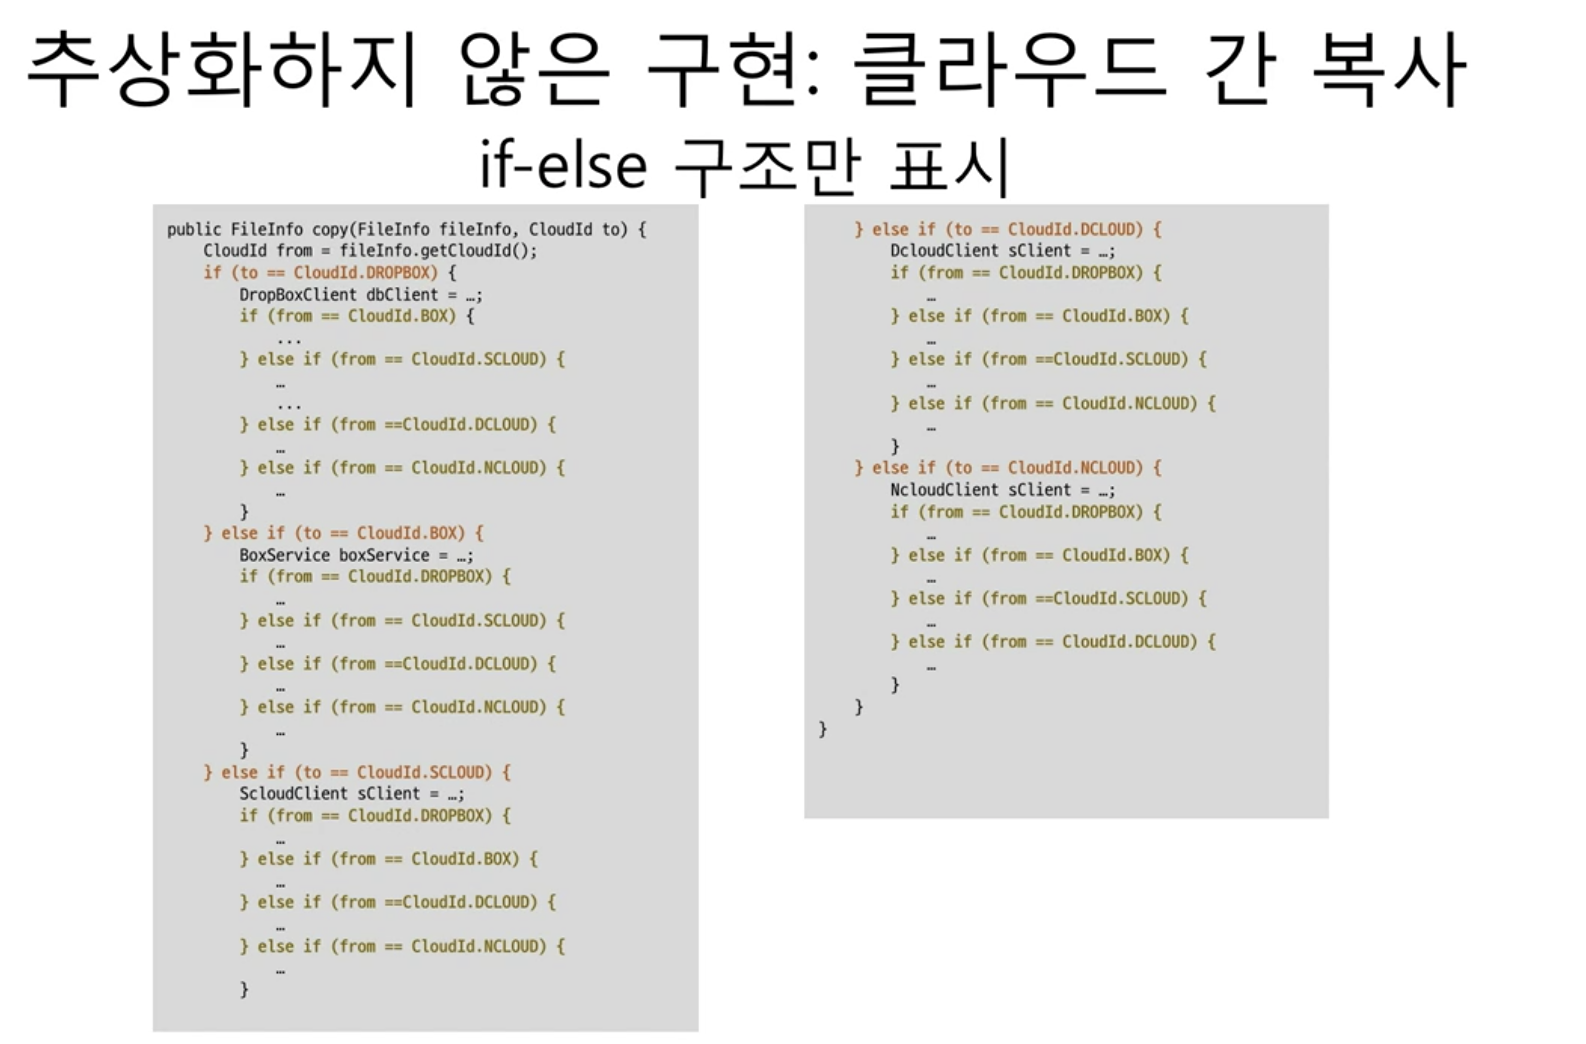 추상화하지 않은 구현: 클라우드 간 복사
if-else 구조만 표시
public FileInfo copy(FileInfo fileInfo, CloudId to) {
CloudId from = fileInfo.getCloudId();
if (to == CloudId.DROPBOX) {
DropBoxClient dbClient = …;
if (from == CloudId.BOX) {
...
} else if (from == CloudId.SCLOUD) {
…
...
} else if (from ==CloudId.DCLOUD) {
…
} else if (from == CloudId.NCLOUD) {
…
}
} else if (to == CloudId.BOX) {
BoxService boxService = …;
if (from == CloudId.DROPBOX) {
…
} else if (from == CloudId.SCLOUD) {
…
} else if (from ==CloudId.DCLOUD) {
…
} else if (from == CloudId.NCLOUD) {
…
}
} else if (to == CloudId.SCLOUD) {
ScloudClient sClient = …;
if (from == CloudId.DROPBOX) {
…
} else if (from == CloudId.BOX) {
…
} else if (from ==CloudId.DCLOUD) {
…
} else if (from == CloudId.NCLOUD) {
…
}
} else if (to == CloudId.DCLOUD) {
DcloudClient sClient = …;
if (from == CloudId.DROPBOX) {
…
} else if (from == CloudId.BOX) {
…
} else if (from ==CloudId.SCLOUD) {
…
} else if (from == CloudId.NCLOUD) {
…
}
} else if (to == CloudId.NCLOUD) {
NcloudClient sClient = …;
if (from == CloudId.DROPBOX) {
…
} else if (from == CloudId.BOX) {
…
} else if (from ==CloudId.SCLOUD) {
…
} else if (from == CloudId.DCLOUD) {
…
}
}
}